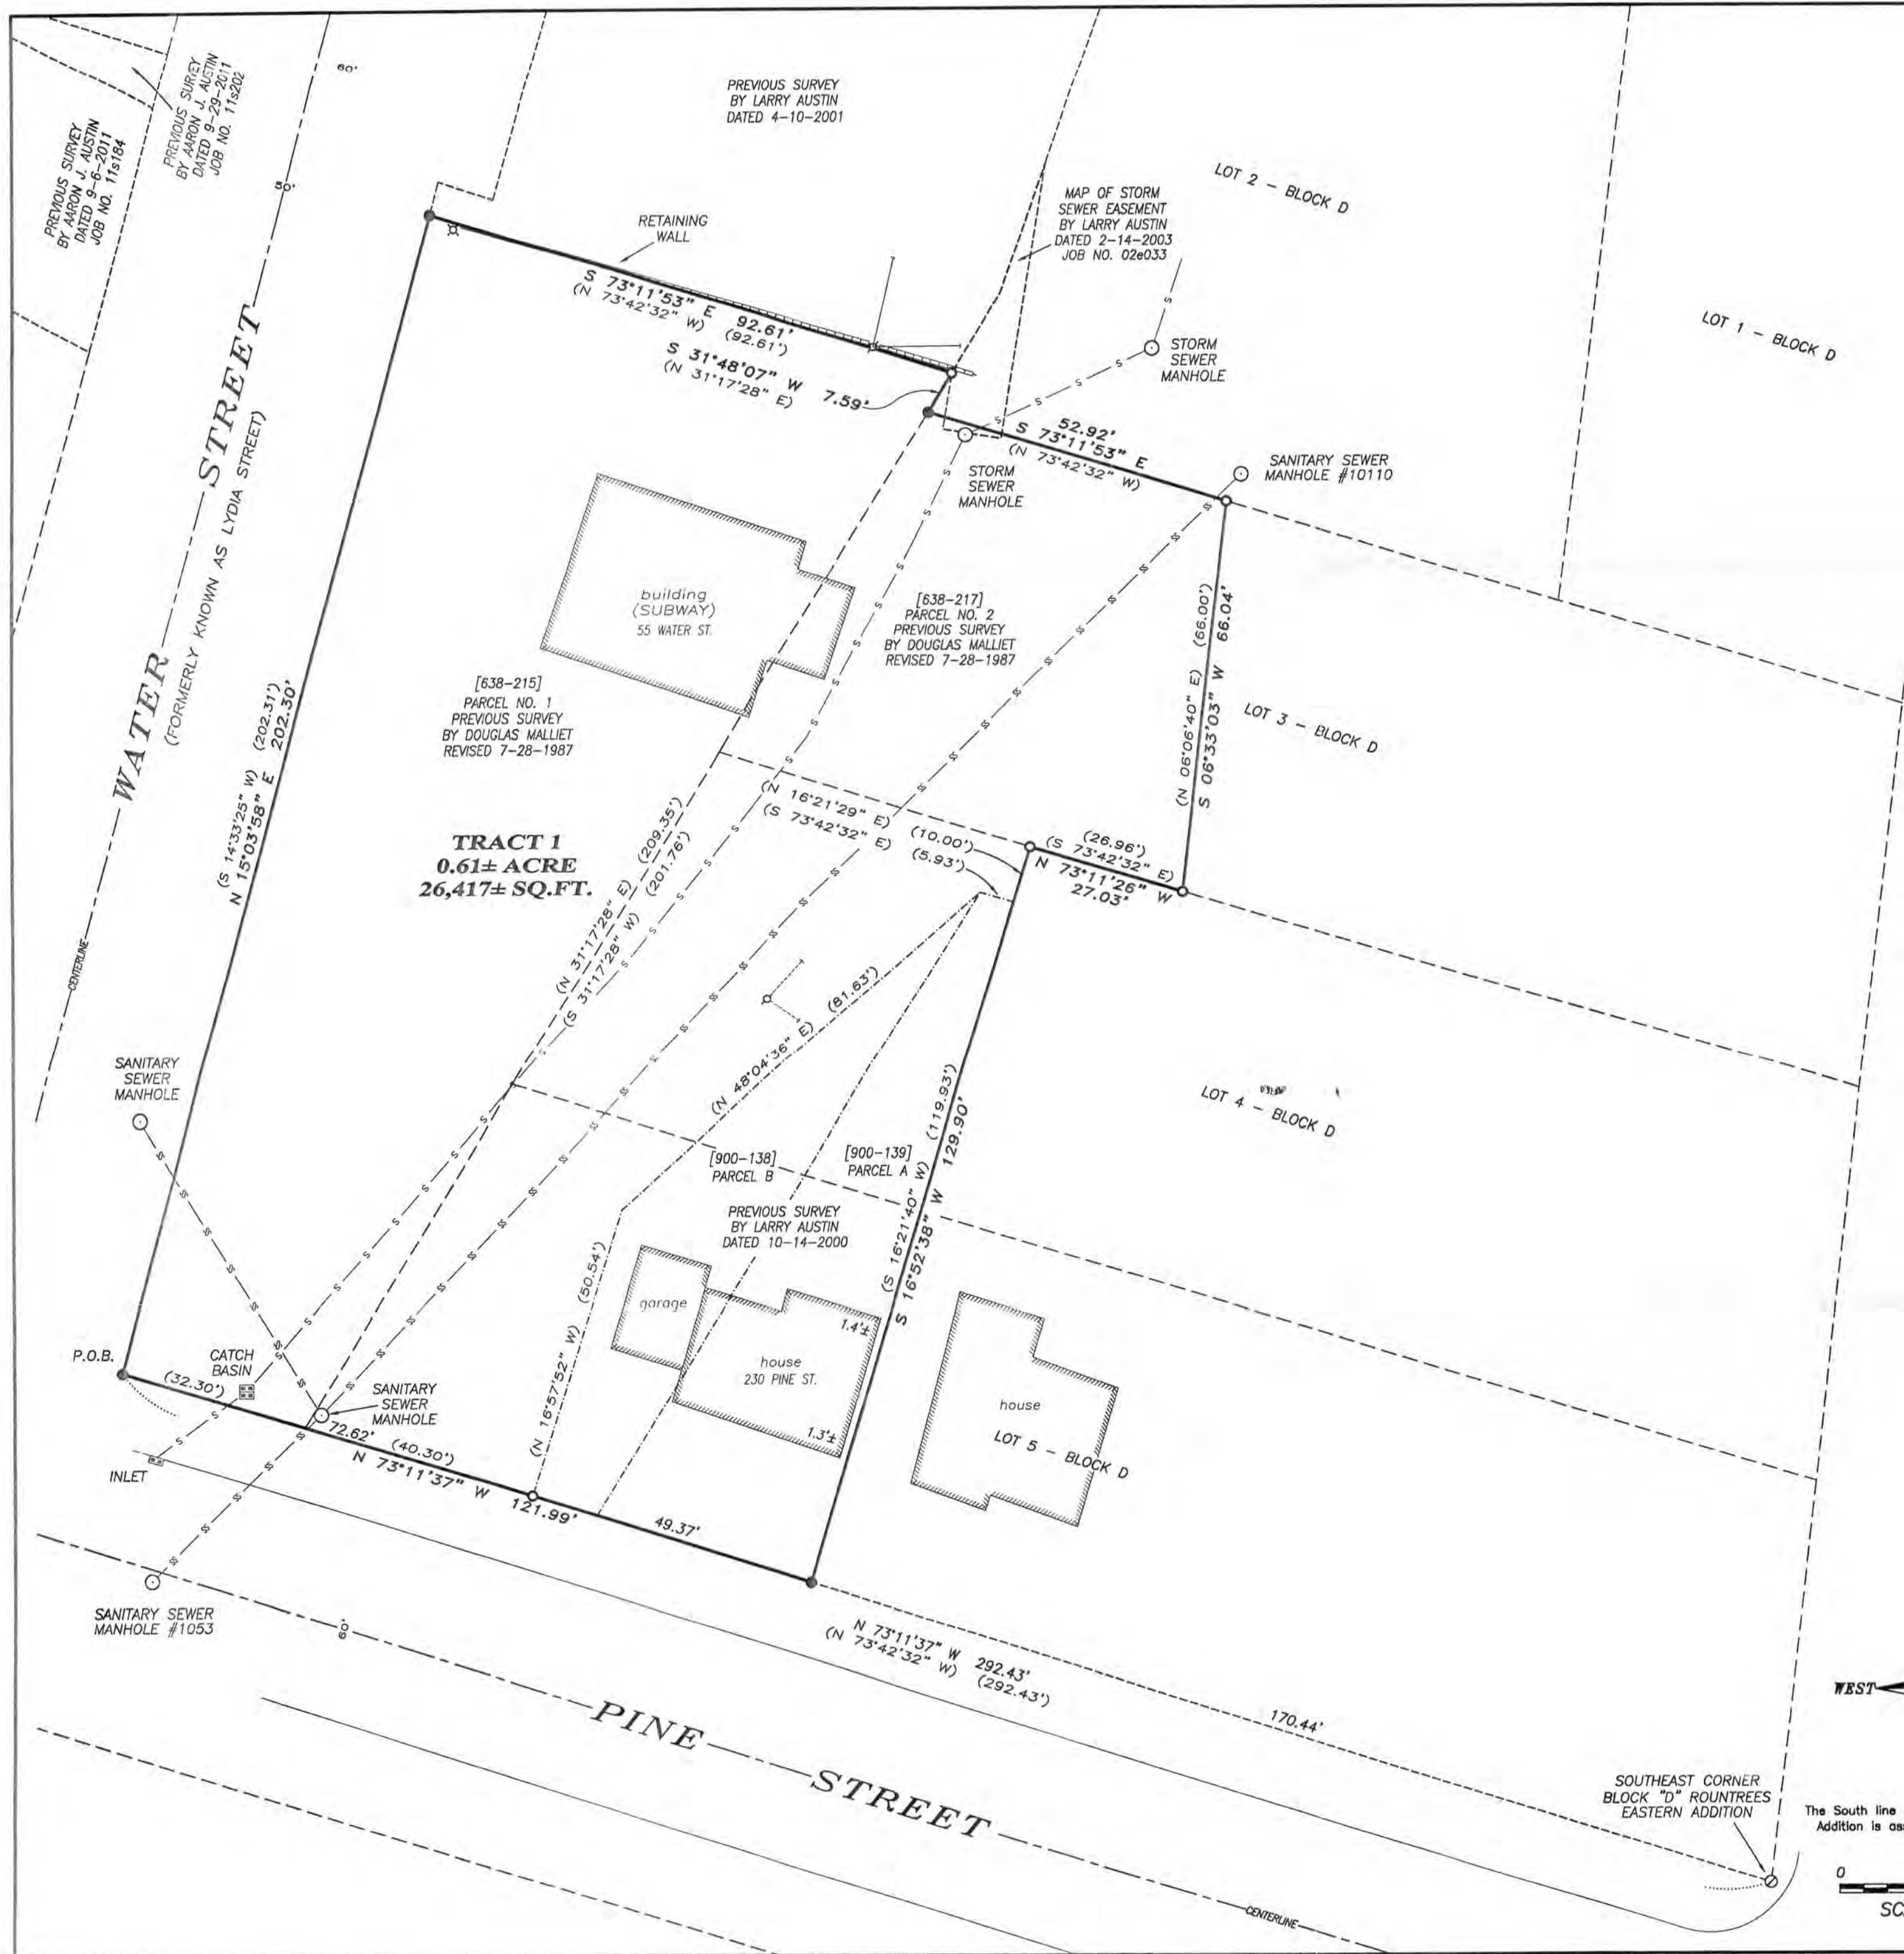 PREVIOUS SURVEY
BY AARON J. AUSTIN
DATED 9-6-2011
JOB NO. 11s184
PREVIOUS SURVEY
BY AARON J. AUSTIN
DATED 9-29-2011
JOB NO. 11s202
60'
50'
PREVIOUS SURVEY
BY LARRY AUSTIN
DATED 4-10-2001
LOT 2 - BLOCK D
MAP OF STORM
SEWER EASEMENT
BY LARRY AUSTIN
DATED 2-14-2003
JOB NO. 02e033
LOT 1 - BLOCK D
RETAINING
WALL
S 73°11'53" E 92.61'
(N 73°42'32" W) (92.61')
S 31°48'07" W 7.59'
(N 31°17'28" E)
STORM
SEWER
MANHOLE
52.92'
S 73°11'53" E
(N 73°42'32" W)
SANITARY SEWER
MANHOLE #10110
STORM
SEWER
MANHOLE
WATER STREET
(FORMERLY KNOWN AS LYDIA STREET)
CENTERLINE
building
(SUBWAY)
55 WATER ST.
[638-217]
PARCEL NO. 2
PREVIOUS SURVEY
BY DOUGLAS MALLIET
REVISED 7-28-1987
(N 06°06'40" E) (66.00')
S 06°33'03" W 66.04'
LOT 3 - BLOCK D
[638-215]
PARCEL NO. 1
PREVIOUS SURVEY
BY DOUGLAS MALLIET
REVISED 7-28-1987
(S 14°33'25" W) (202.31')
N 15°03'58" E 202.30'
TRACT 1
0.61± ACRE
26,417± SQ.FT.
(N 31°17'28" E) (209.35')
(S 31°17'28" W) (201.76')
(N 16°21'29" E) (10.00')
(S 73°42'32" E) (5.93')
(26.96')
(S 73°42'32" E)
N 73°11'26" W
27.03'
(N 48°04'36" E) (81.63')
LOT 4 - BLOCK D
SANITARY
SEWER
MANHOLE
[900-138]
PARCEL B
[900-139]
PARCEL A
PREVIOUS SURVEY
BY LARRY AUSTIN
DATED 10-14-2000
(S 16°21'40" W) (119.93')
S 16°52'38" W 129.90'
(N 16°57'52" W) (50.54')
garage
house
230 PINE ST.
1.4'±
1.3'±
house
LOT 5 - BLOCK D
P.O.B.
(32.30')
CATCH
BASIN
SANITARY
SEWER
MANHOLE
72.62' (40.30')
N 73°11'37" W 121.99'
49.37'
INLET
SANITARY SEWER
MANHOLE #1053
60'
N 73°11'37" W 292.43'
(N 73°42'32" W) (292.43')
170.44'
PINE STREET
CENTERLINE
WEST
SOUTHEAST CORNER
BLOCK "D" ROUNTREES
EASTERN ADDITION
The South line
Addition is as
0
SC